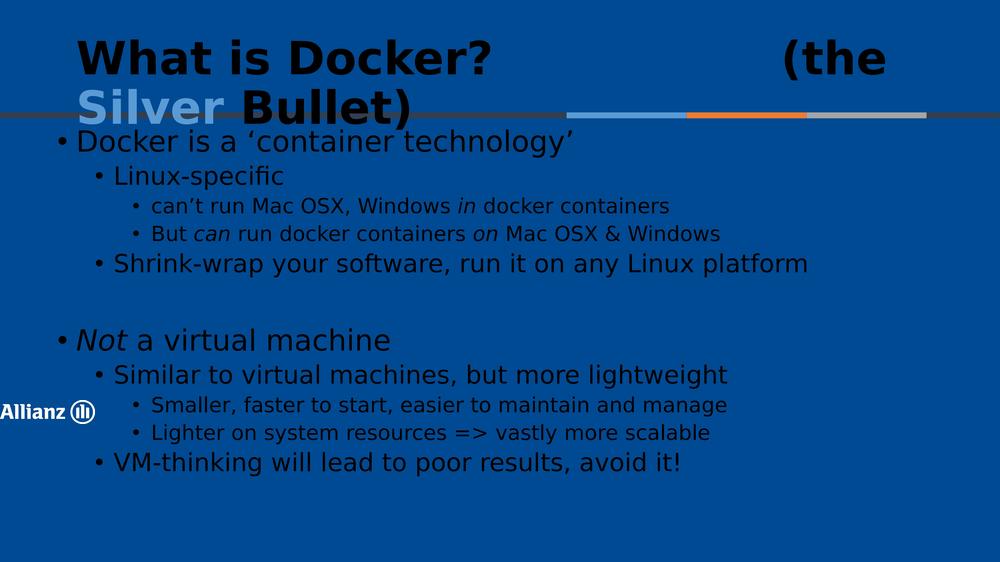 What is Docker? (the
Silver Bullet)
• Docker is a ‘container technology’
• Linux-specific
• can’t run Mac OSX, Windows in docker containers
• But can run docker containers on Mac OSX & Windows
• Shrink-wrap your software, run it on any Linux platform
• Not a virtual machine
• Similar to virtual machines, but more lightweight
• Smaller, faster to start, easier to maintain and manage
Allianz
• Lighter on system resources => vastly more scalable
• VM-thinking will lead to poor results, avoid it!